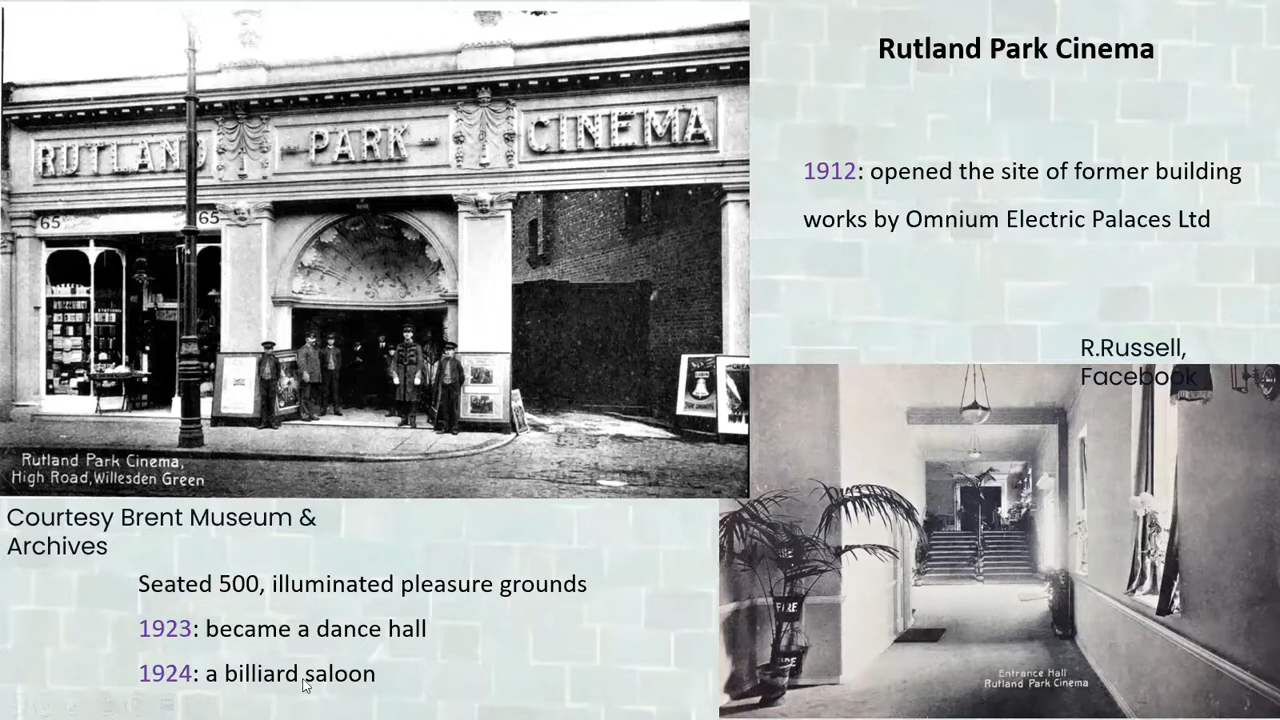 Rutland Park Cinema
RUTLAND PARK CINEMA
65 65
1912: opened the site of former building
works by Omnium Electric Palaces Ltd
R.Russell,
Facebook
Rutland Park Cinema,
High Road, Willesden Green
Courtesy Brent Museum &
Archives
Seated 500, illuminated pleasure grounds
1923: became a dance hall
1924: a billiard saloon
FIRE
Entrance Hall
Rutland Park Cinema